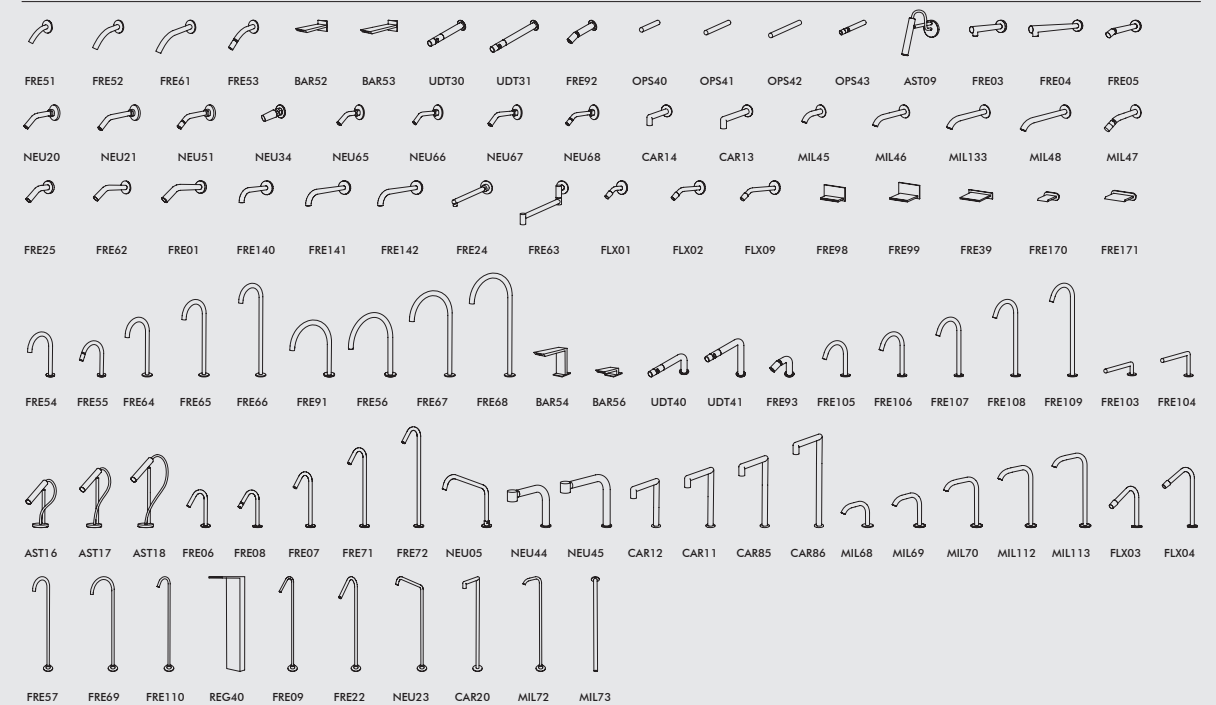 FRE51 FRE52 FRE61 FRE53 BAR52 BAR53 UDT30 UDT31 FRE92 OPS40 OPS41 OPS42 OPS43 AST09 FRE03 FRE04 FRE05
NEU20 NEU21 NEU51 NEU34 NEU65 NEU66 NEU67 NEU68 CAR14 CAR13 MIL45 MIL46 MIL133 MIL48 MIL47
FRE25 FRE62 FRE01 FRE140 FRE141 FRE142 FRE24 FRE63 FLX01 FLX02 FLX09 FRE98 FRE99 FRE39 FRE170 FRE171
FRE54 FRE55 FRE64 FRE65 FRE66 FRE91 FRE56 FRE67 FRE68 BAR54 BAR56 UDT40 UDT41 FRE93 FRE105 FRE106 FRE107 FRE108 FRE109 FRE103 FRE104
AST16 AST17 AST18 FRE06 FRE08 FRE07 FRE71 FRE72 NEU05 NEU44 NEU45 CAR12 CAR11 CAR85 CAR86 MIL68 MIL69 MIL70 MIL112 MIL113 FLX03 FLX04
FRE57 FRE69 FRE110 REG40 FRE09 FRE22 NEU23 CAR20 MIL72 MIL73